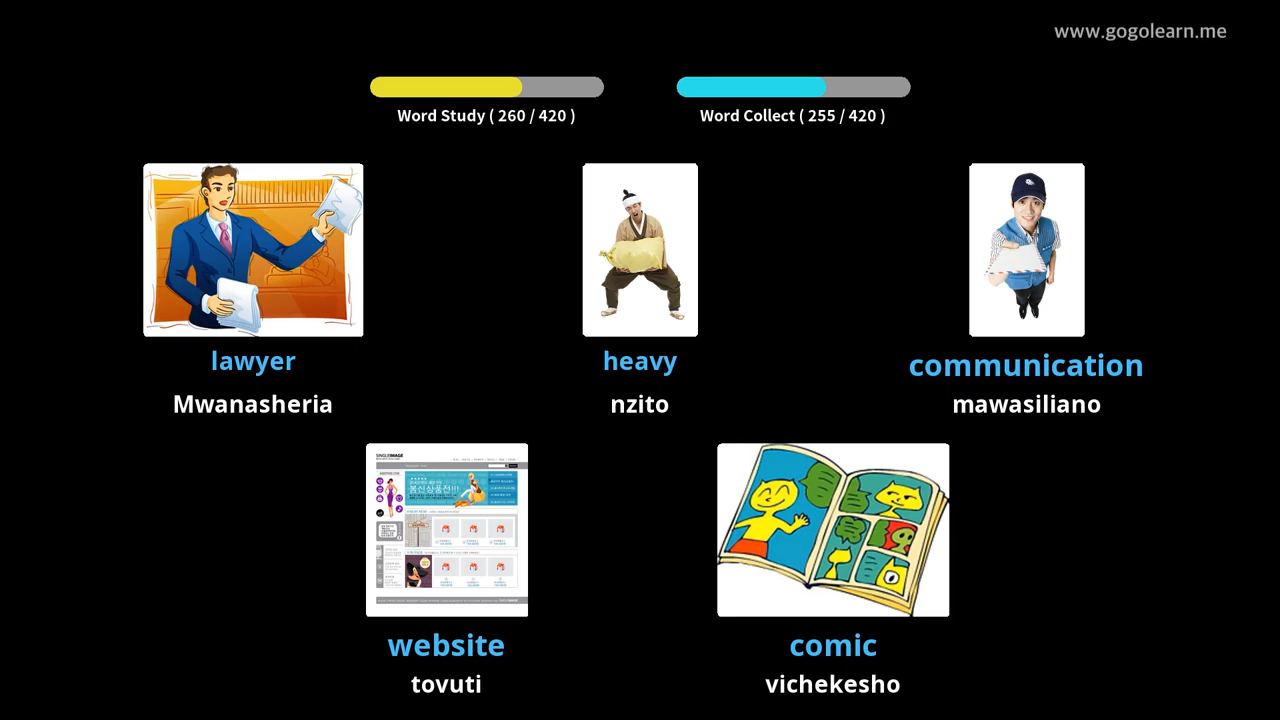 www.gogolearn.me
Word Study ( 260 / 420 )
Word Collect ( 255 / 420 )
lawyer
heavy
communication
Mwanasheria
nzito
mawasiliano
SINGLEIMAGE
website
comic
tovuti
vichekesho